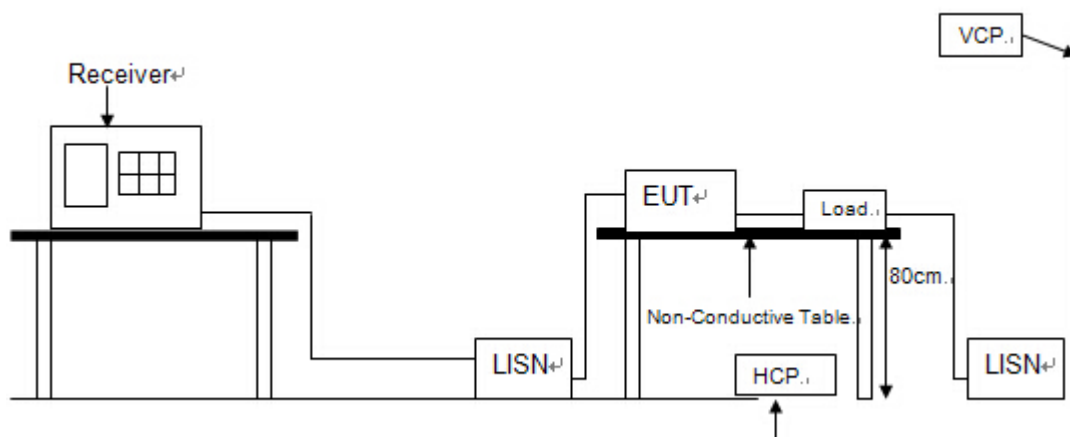 VCP.
Receiver
EUT
Load.
80cm.
Non-Conductive Table.
LISN
HCP.
LISN